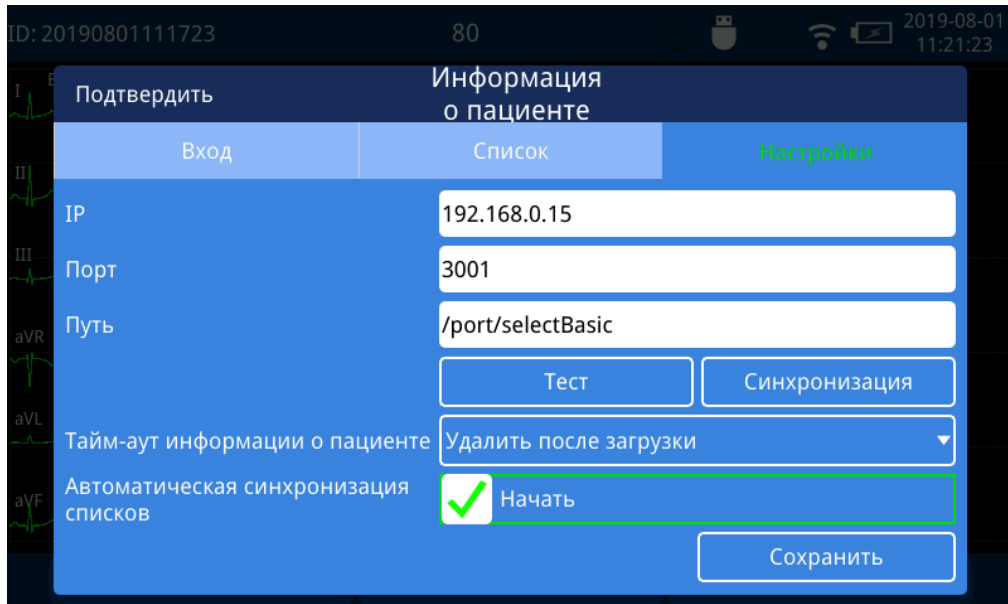 ID: 20190801111723 80 2019-08-01
11:21:23
Подтвердить
Информация
о пациенте
Вход Список Настройки
IP 192.168.0.15
Порт 3001
Путь /port/selectBasic
Тест Синхронизация
Тайм-аут информации о пациенте Удалить после загрузки
Автоматическая синхронизация
списков
Начать
Сохранить
I
II
III
aVR
aVL
aVF